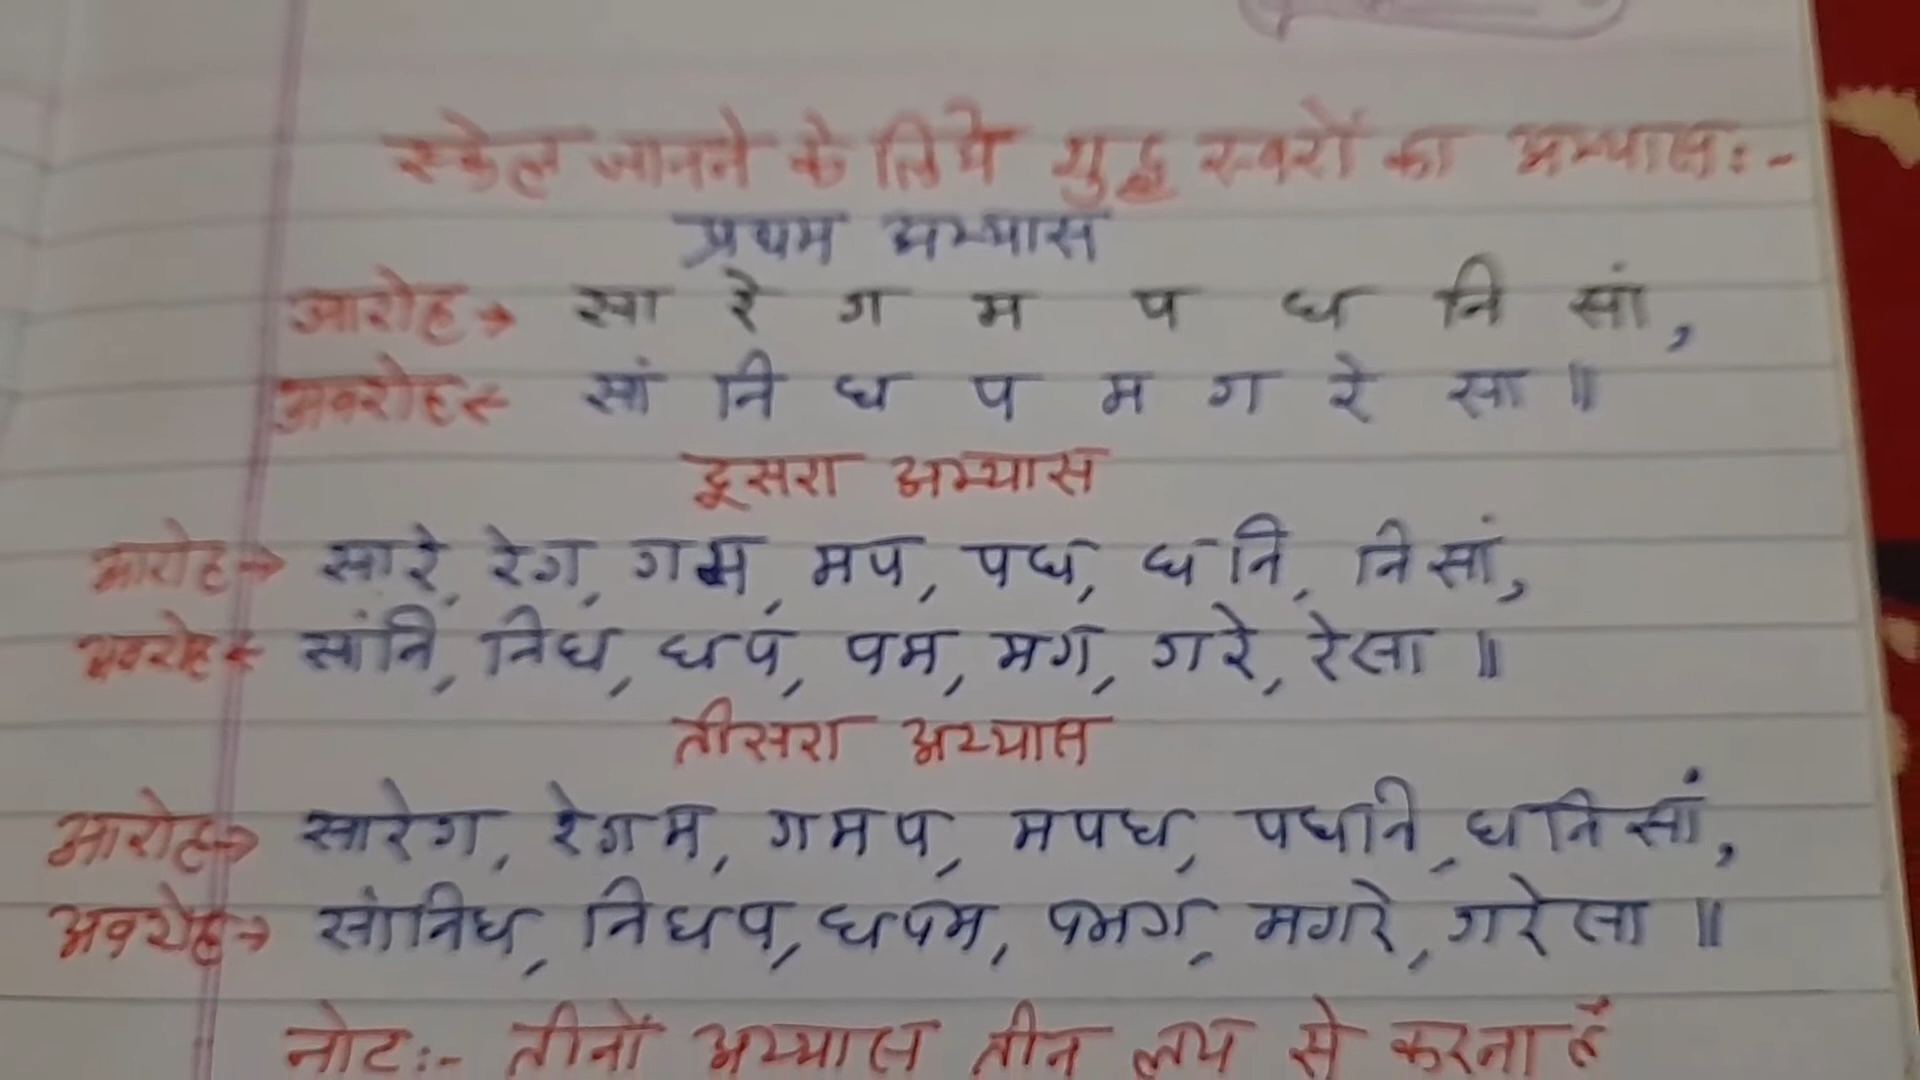 स्केल जानने के लिये शुद्ध स्वरों का अभ्यास:-
प्रथम अभ्यास
आरोह→ सा रे ग म प ध नि सां,
अवरोह← सां नि ध प म ग रे सा ॥
दूसरा अभ्यास
आरोह→ सारे, रेग, गम, मप, पध, धनि, निसां,
अवरोह← सांनि, निध, धप, पम, मग, गरे, रेसा ॥
तीसरा अभ्यास
आरोह→ सारेग, रेगम, गमप, मपध, पधनि, धनिसां,
अवरोह→ सांनिध, निधप, धपम, पमग, मगरे, गरेसा ॥
नोट:- तीनों अभ्यास तीन लय से करना है